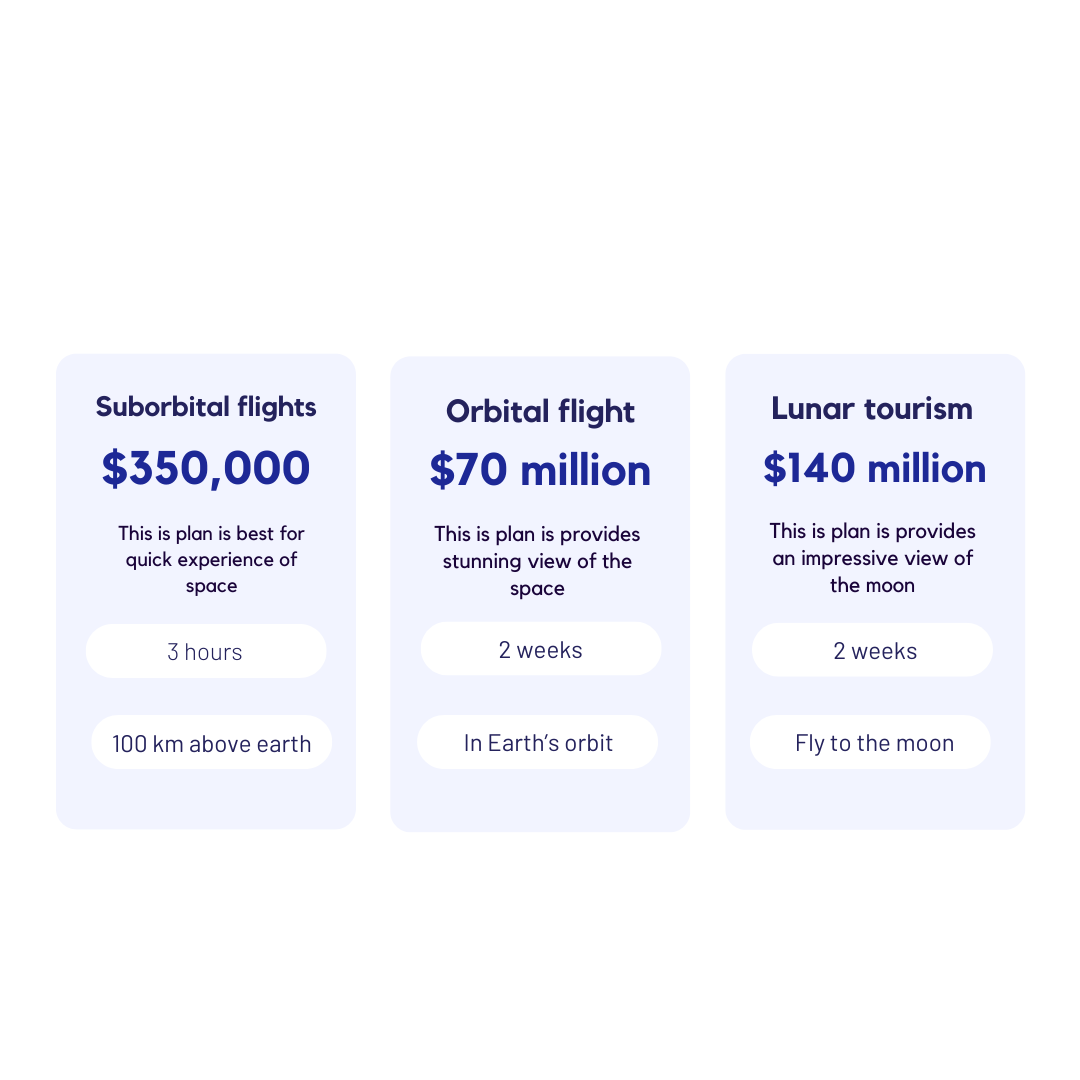 Suborbital flights
$350,000
This is plan is best for
quick experience of
space
3 hours
100 km above earth
Orbital flight
$70 million
This is plan is provides
stunning view of the
space
2 weeks
In Earth’s orbit
Lunar tourism
$140 million
This is plan is provides
an impressive view of
the moon
2 weeks
Fly to the moon